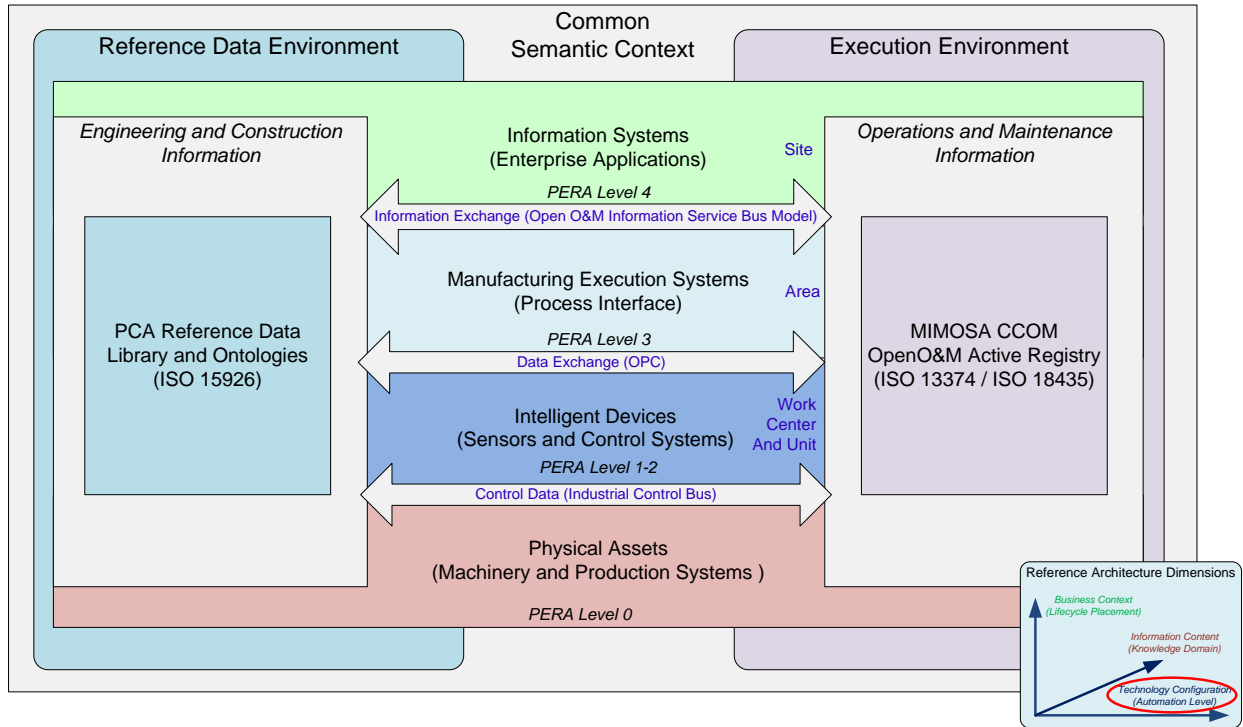 Common
Semantic Context
Reference Data Environment
Execution Environment
Engineering and Construction
Information
Information Systems
(Enterprise Applications)
Site
PERA Level 4
Operations and Maintenance
Information
Information Exchange (Open O&M Information Service Bus Model)
Manufacturing Execution Systems
(Process Interface)
Area
PERA Level 3
Data Exchange (OPC)
PCA Reference Data
Library and Ontologies
(ISO 15926)
MIMOSA CCOM
OpenO&M Active Registry
(ISO 13374 / ISO 18435)
Intelligent Devices
(Sensors and Control Systems)
Work
Center
And Unit
PERA Level 1-2
Control Data (Industrial Control Bus)
Physical Assets
(Machinery and Production Systems )
PERA Level 0
Reference Architecture Dimensions
Business Context
(Lifecycle Placement)
Information Content
(Knowledge Domain)
Technology Configuration
(Automation Level)